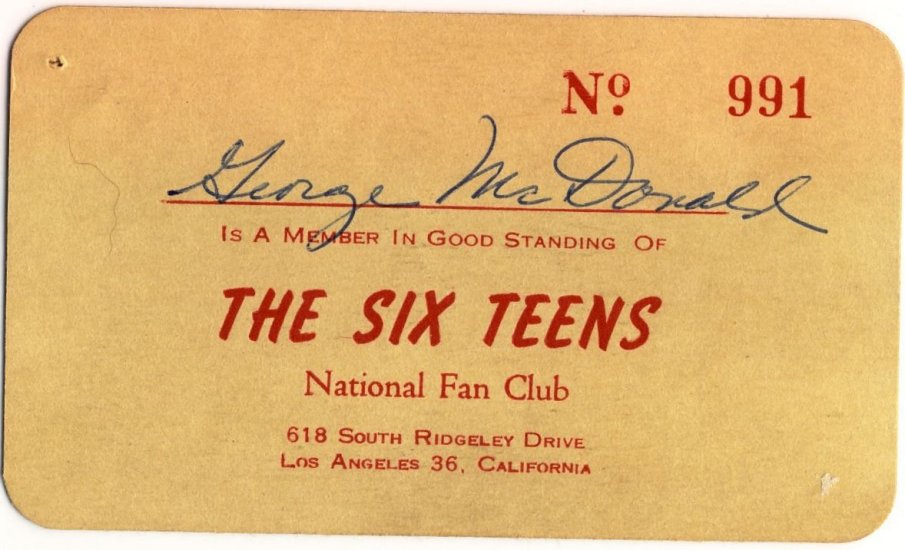 Nº 991
George McDonald
IS A MEMBER IN GOOD STANDING OF
THE SIX TEENS
National Fan Club
618 SOUTH RIDGELEY DRIVE
LOS ANGELES 36, CALIFORNIA